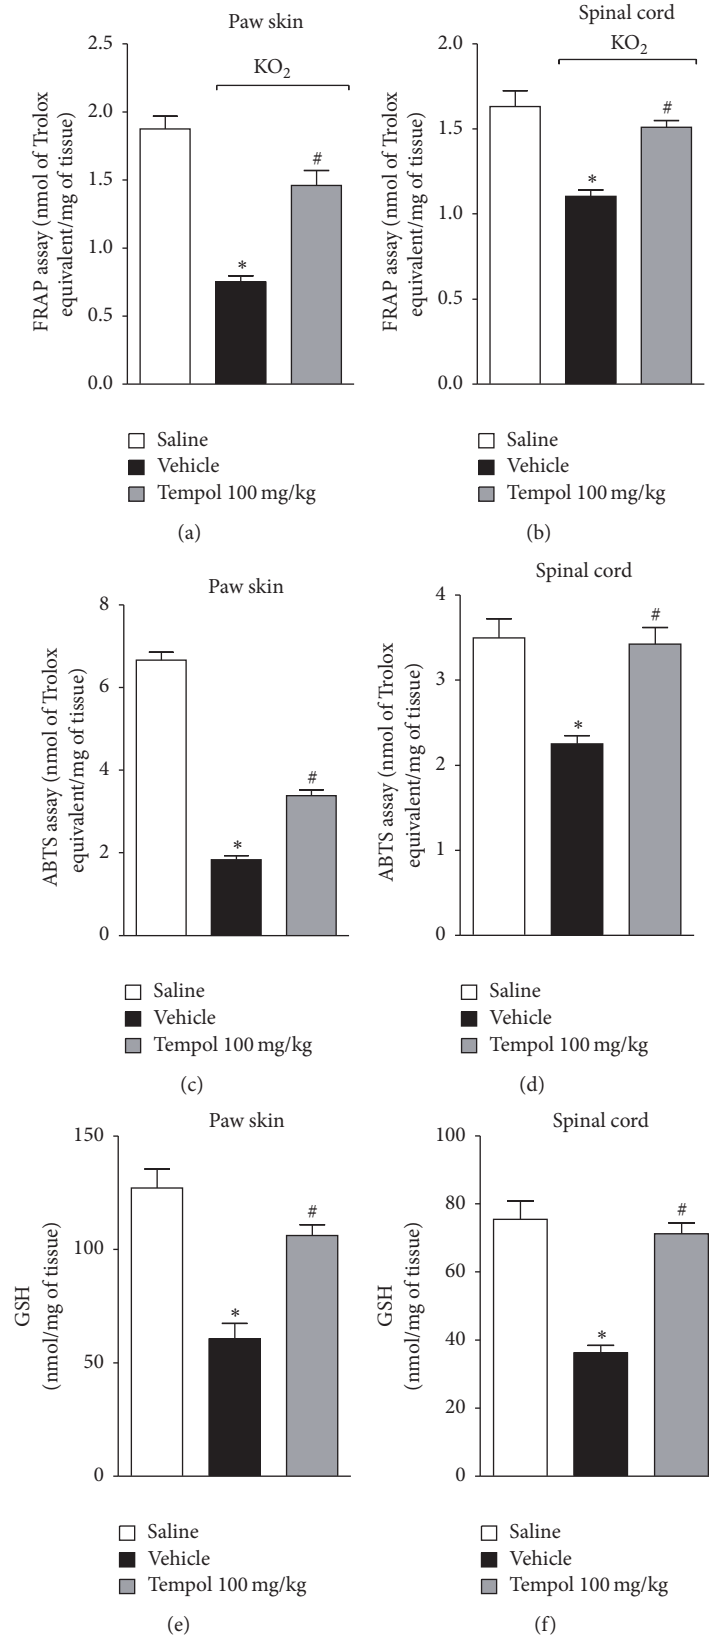 Paw skin
KO2
FRAP assay (nmol of Trolox
equivalent/mg of tissue)
2.5
2.0
1.5
1.0
0.5
0.0
*
#
Saline
Vehicle
Tempol 100 mg/kg
(a)
Spinal cord
KO2
FRAP assay (nmol of Trolox
equivalent/mg of tissue)
2.0
1.5
1.0
0.5
0.0
*
#
Saline
Vehicle
Tempol 100 mg/kg
(b)
Paw skin
ABTS assay (nmol of Trolox
equivalent/mg of tissue)
8
6
4
2
0
*
#
Saline
Vehicle
Tempol 100 mg/kg
(c)
Spinal cord
ABTS assay (nmol of Trolox
equivalent/mg of tissue)
4
3
2
1
0
*
#
Saline
Vehicle
Tempol 100 mg/kg
(d)
Paw skin
GSH
(nmol/mg of tissue)
150
100
50
0
*
#
Saline
Vehicle
Tempol 100 mg/kg
(e)
Spinal cord
GSH
(nmol/mg of tissue)
100
80
60
40
20
0
*
#
Saline
Vehicle
Tempol 100 mg/kg
(f)